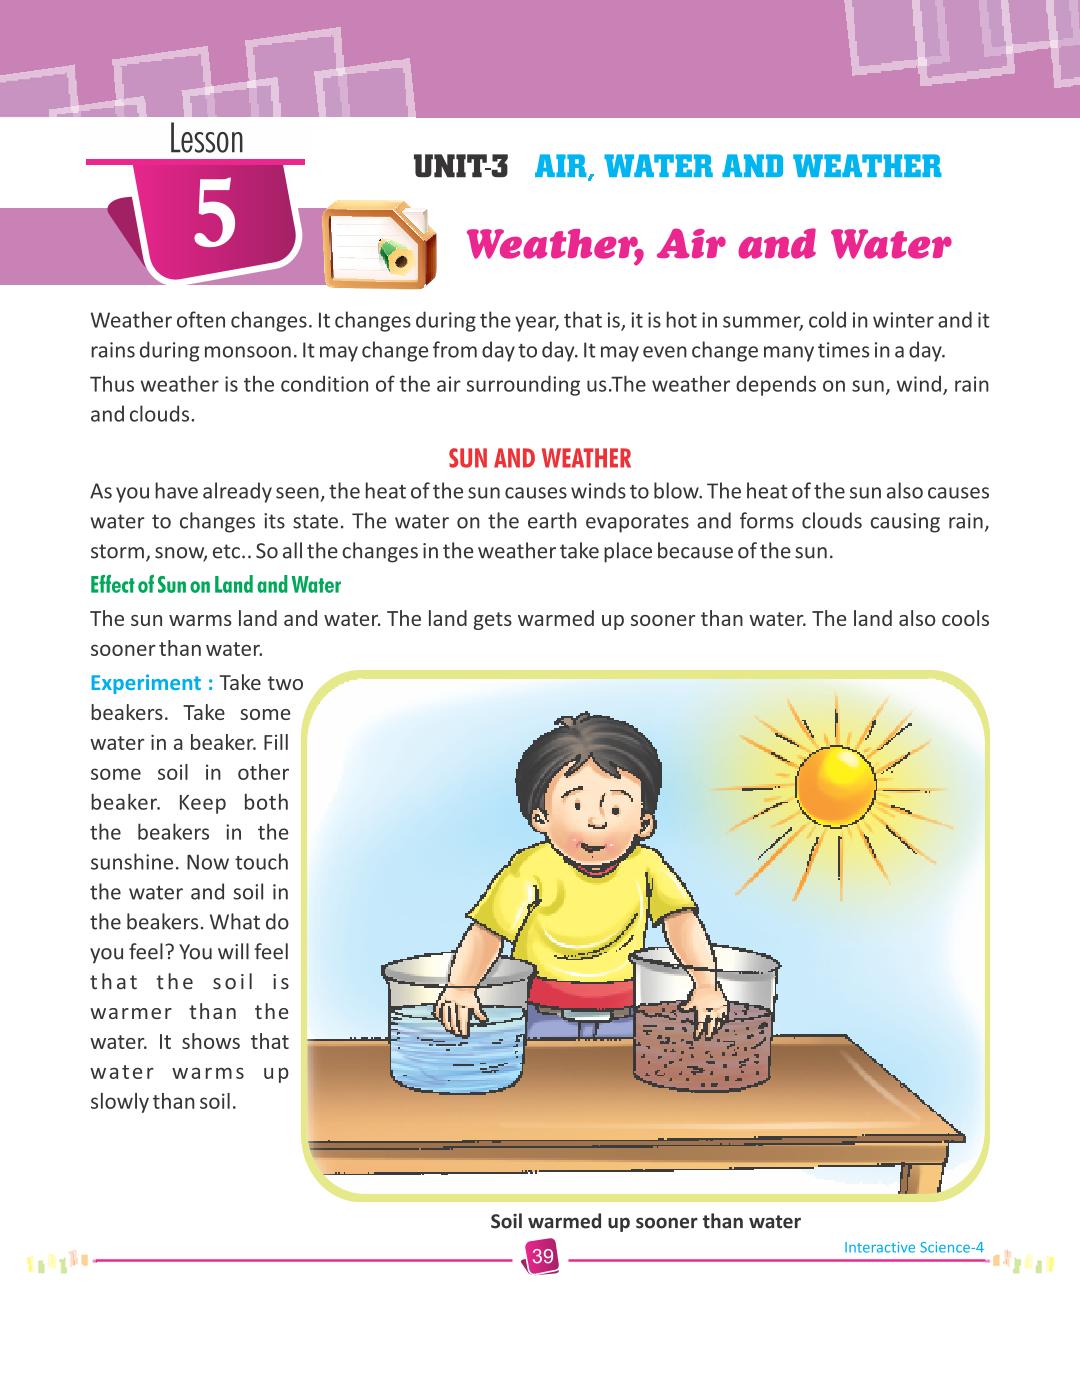 Lesson
5
UNIT-3 AIR, WATER AND WEATHER
Weather, Air and Water
Weather often changes. It changes during the year, that is, it is hot in summer, cold in winter and it
rains during monsoon. It may change from day to day. It may even change many times in a day.
Thus weather is the condition of the air surrounding us.The weather depends on sun, wind, rain
and clouds.
SUN AND WEATHER
As you have already seen, the heat of the sun causes winds to blow. The heat of the sun also causes
water to changes its state. The water on the earth evaporates and forms clouds causing rain,
storm, snow, etc.. So all the changes in the weather take place because of the sun.
Effect of Sun on Land and Water
The sun warms land and water. The land gets warmed up sooner than water. The land also cools
sooner than water.
Experiment : Take two
beakers. Take some
water in a beaker. Fill
some soil in other
beaker. Keep both
the beakers in the
sunshine. Now touch
the water and soil in
the beakers. What do
you feel? You will feel
that the soil is
warmer than the
water. It shows that
water warms up
slowly than soil.
Soil warmed up sooner than water
39
Interactive Science-4